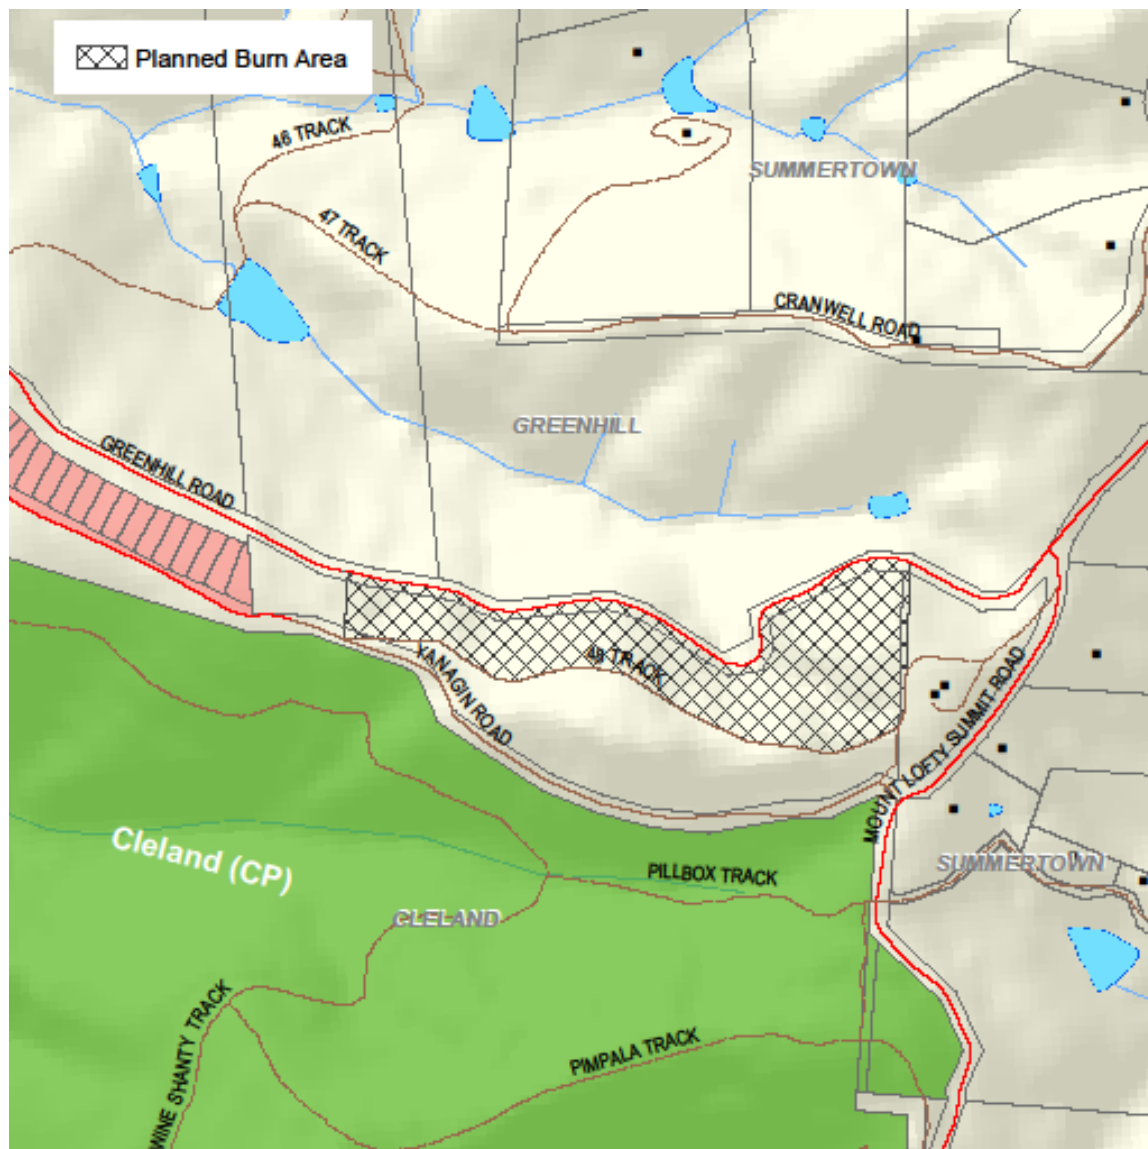 Planned Burn Area
46 TRACK
SUMMERTOWN
47 TRACK
CRANWELL ROAD
GREENHILL
GREENHILL ROAD
48 TRACK
YANAGIN ROAD
MOUNT LOFTY SUMMIT ROAD
Cleland (CP)
PILLBOX TRACK
SUMMERTOWN
CLELAND
WINE SHANTY TRACK
PIMPALA TRACK